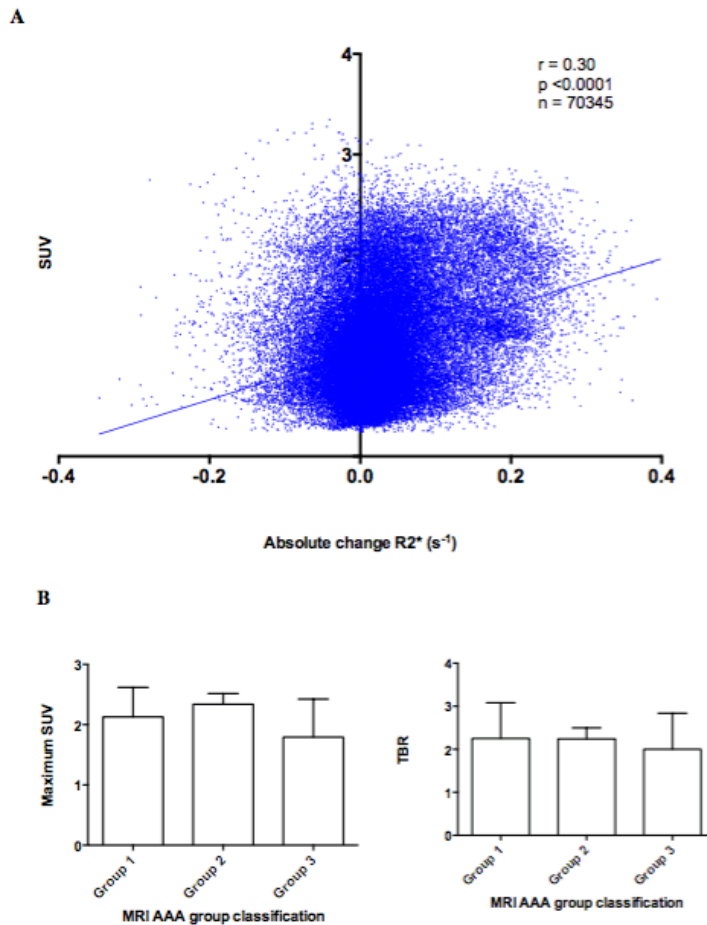 A
4
r = 0.30
p <0.0001
n = 70345
3
SUV
-0.4
-0.2
0.0
0.2
0.4
Absolute change R2* (s⁻¹)
B
3
2
1
0
Maximum SUV
Group 1
Group 2
Group 3
MRI AAA group classification
4
3
2
1
0
TBR
Group 1
Group 2
Group 3
MRI AAA group classification